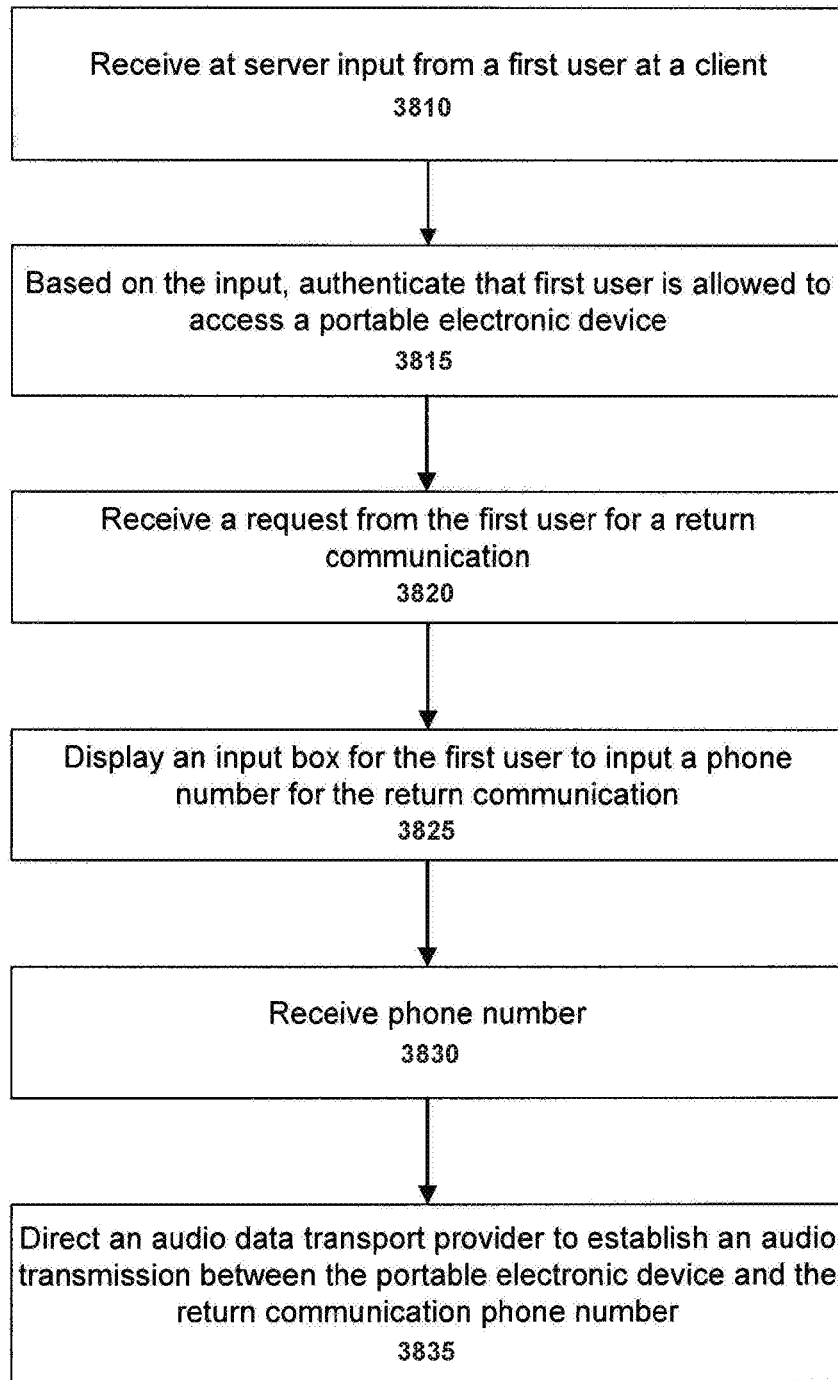 Receive at server input from a first user at a client
3810
Based on the input, authenticate that first user is allowed to
access a portable electronic device
3815
Receive a request from the first user for a return
communication
3820
Display an input box for the first user to input a phone
number for the return communication
3825
Receive phone number
3830
Direct an audio data transport provider to establish an audio
transmission between the portable electronic device and the
return communication phone number
3835